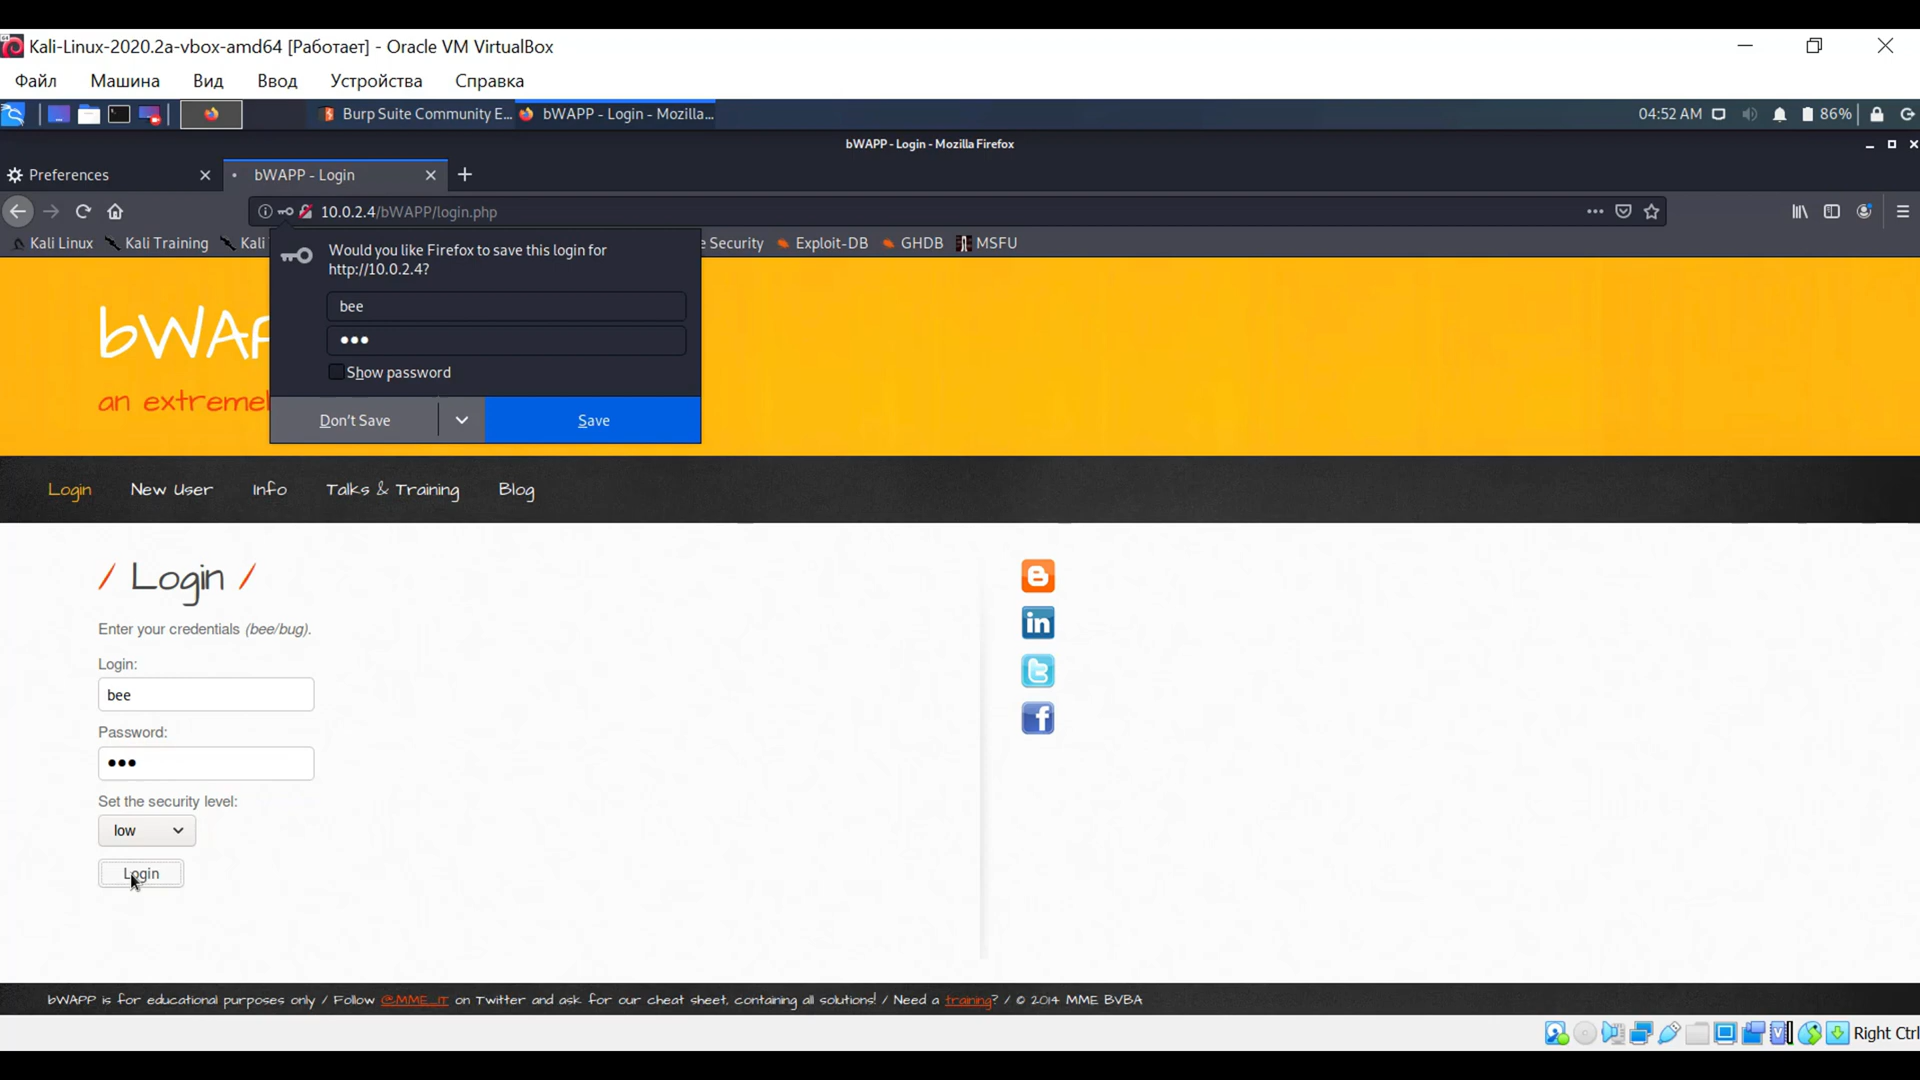 Kali-Linux-2020.2a-vbox-amd64 [Работает] - Oracle VM VirtualBox
Файл Машина Вид Ввод Устройства Справка
Burp Suite Community E... bWAPP - Login - Mozilla... 04:52 AM 86%
bWAPP - Login - Mozilla Firefox
Preferences bWAPP - Login
10.0.2.4/bWAPP/login.php
Kali Linux Kali Training Kali e Security Exploit-DB GHDB MSFU
Would you like Firefox to save this login for
http://10.0.2.4?
bee
•••
Show password
Don't Save Save
bWAP
an extremel
Login New User Info Talks & Training Blog
/ Login /
Enter your credentials (bee/bug).
Login:
bee
Password:
•••
Set the security level:
low
Login
bWAPP is for educational purposes only / Follow @MME_IT on Twitter and ask for our cheat sheet, containing all solutions! / Need a training? / © 2014 MME BVBA
Right Ctrl